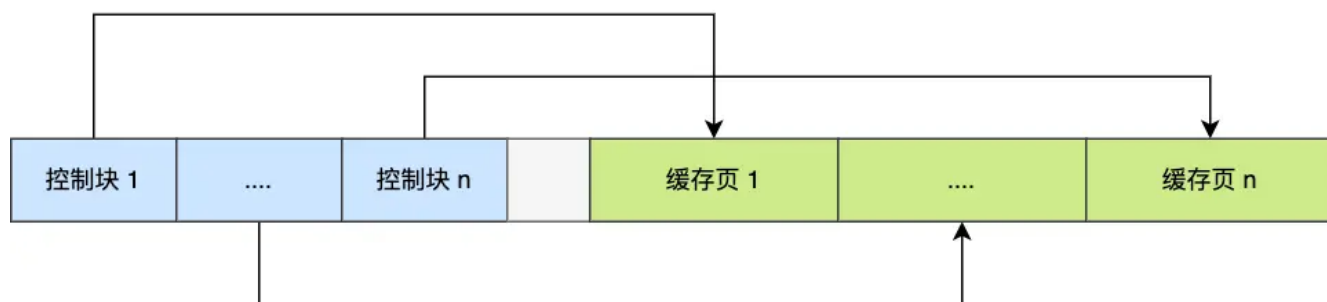 控制块 1
....
控制块 n
缓存页 1
....
缓存页 n